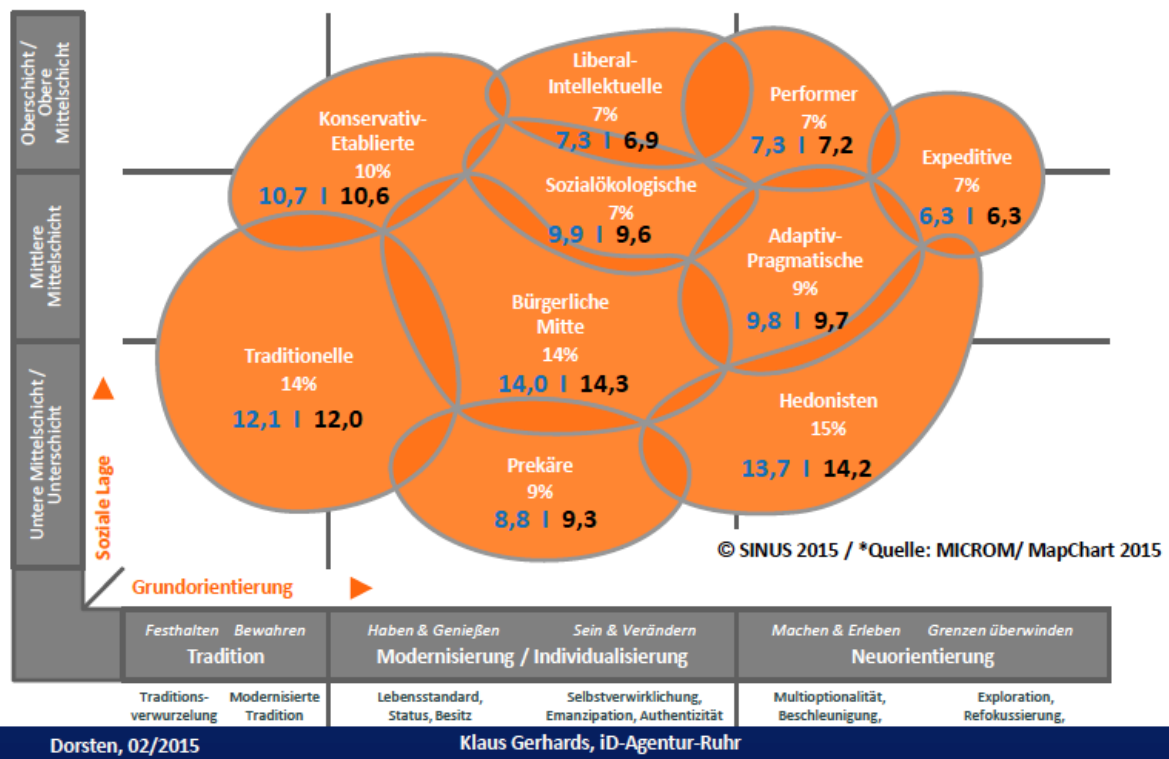 Oberschicht /
Obere
Mittelschicht
Mittlere
Mittelschicht
Untere Mittelschicht /
Unterschicht
Soziale Lage
Konservativ-
Etablierte
10%
10,7 I 10,6
Liberal-
Intellektuelle
7%
7,3 I 6,9
Performer
7%
7,3 I 7,2
Expeditive
7%
6,3 I 6,3
Sozialökologische
7%
9,9 I 9,6
Adaptiv-
Pragmatische
9%
9,8 I 9,7
Traditionelle
14%
12,1 I 12,0
Bürgerliche
Mitte
14%
14,0 I 14,3
Hedonisten
15%
13,7 I 14,2
Prekäre
9%
8,8 I 9,3
© SINUS 2015 / *Quelle: MICROM/ MapChart 2015
Grundorientierung
Festhalten Bewahren
Tradition
Haben & Genießen Sein & Verändern
Modernisierung / Individualisierung
Machen & Erleben Grenzen überwinden
Neuorientierung
Traditions-
verwurzelung
Modernisierte
Tradition
Lebensstandard,
Status, Besitz
Selbstverwirklichung,
Emanzipation, Authentizität
Multioptionalität,
Beschleunigung,
Exploration,
Refokussierung,
Dorsten, 02/2015
Klaus Gerhards, iD-Agentur-Ruhr